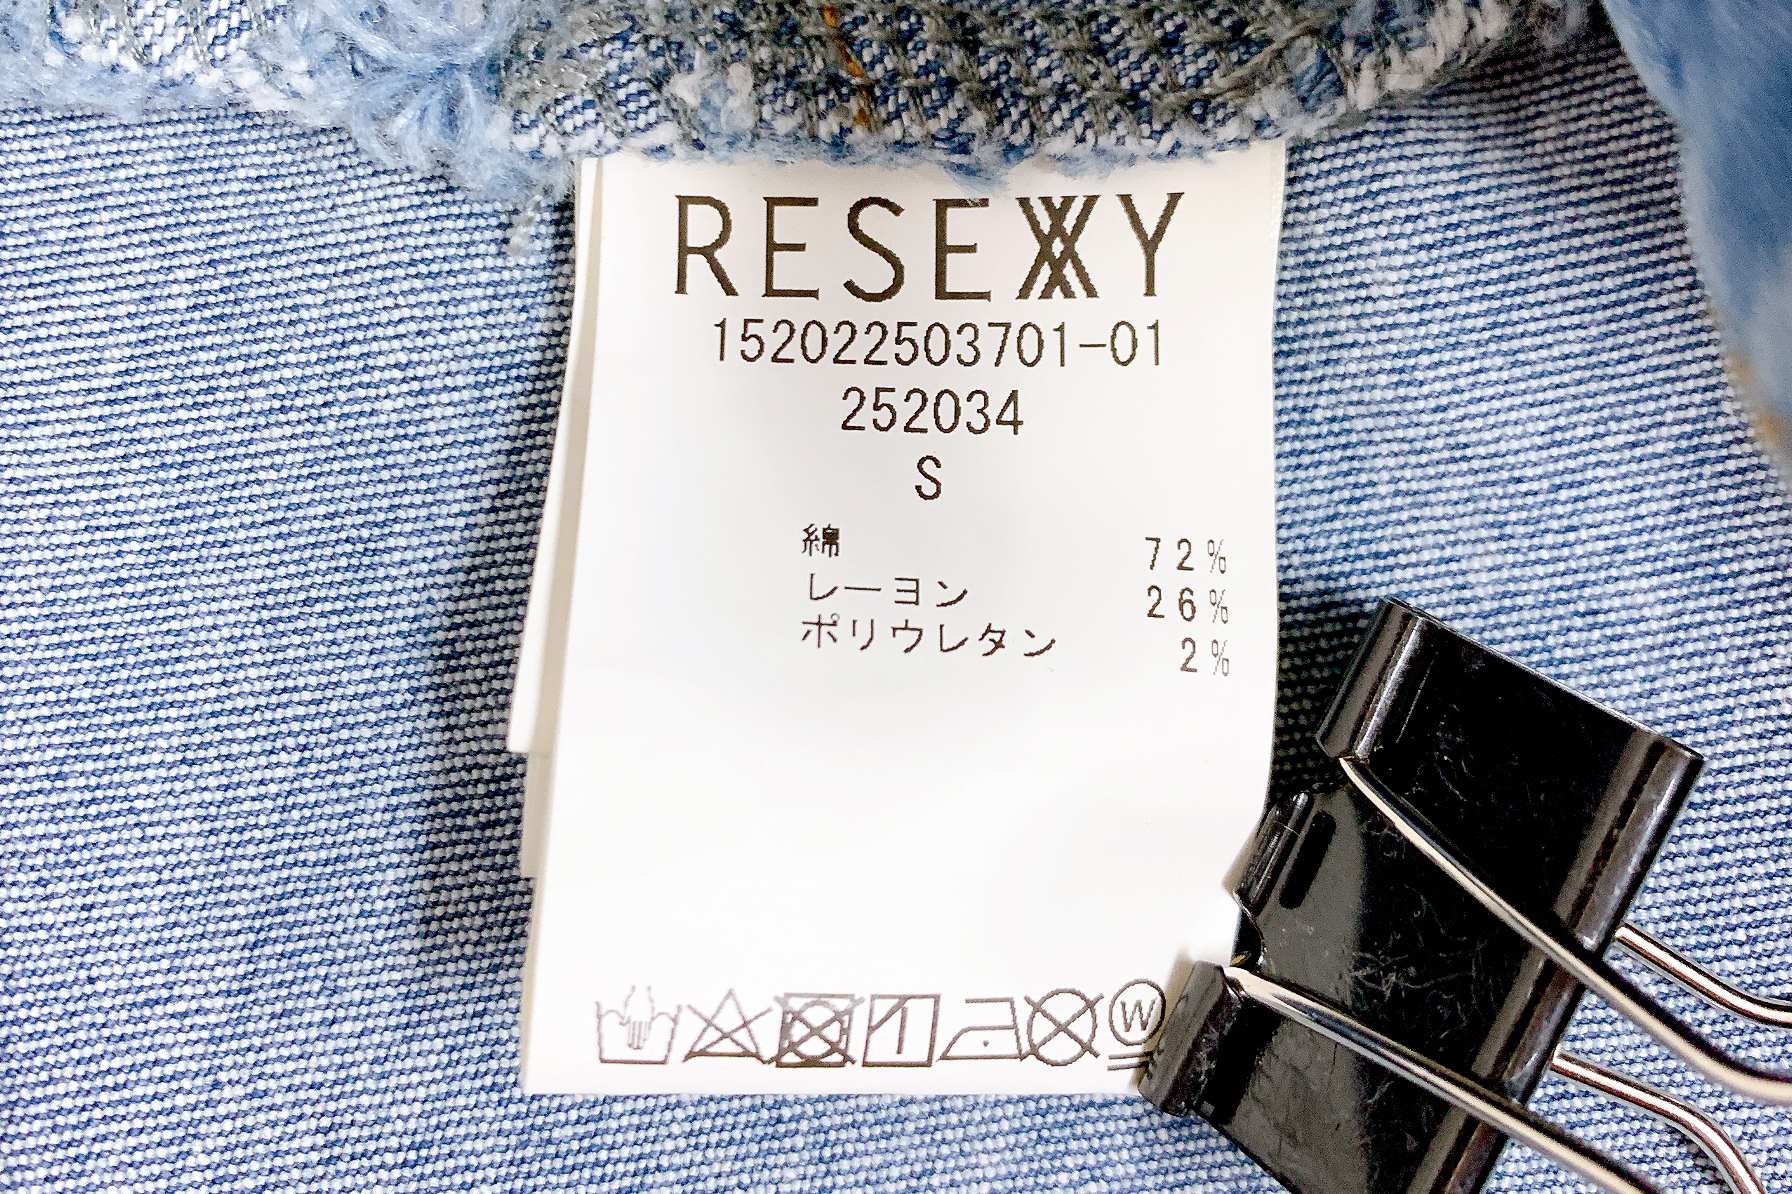 RESEXXY
152022503701-01
252034
S
綿 72%
レーヨン 26%
ポリウレタン 2%
W